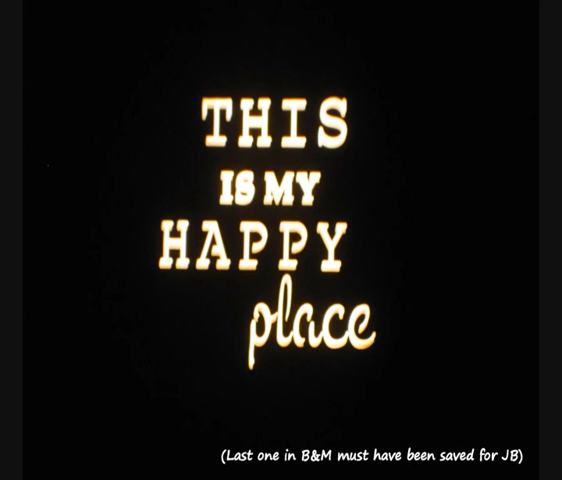 THIS
IS MY
HAPPY
place
(Last one in B&M must have been saved for JB)